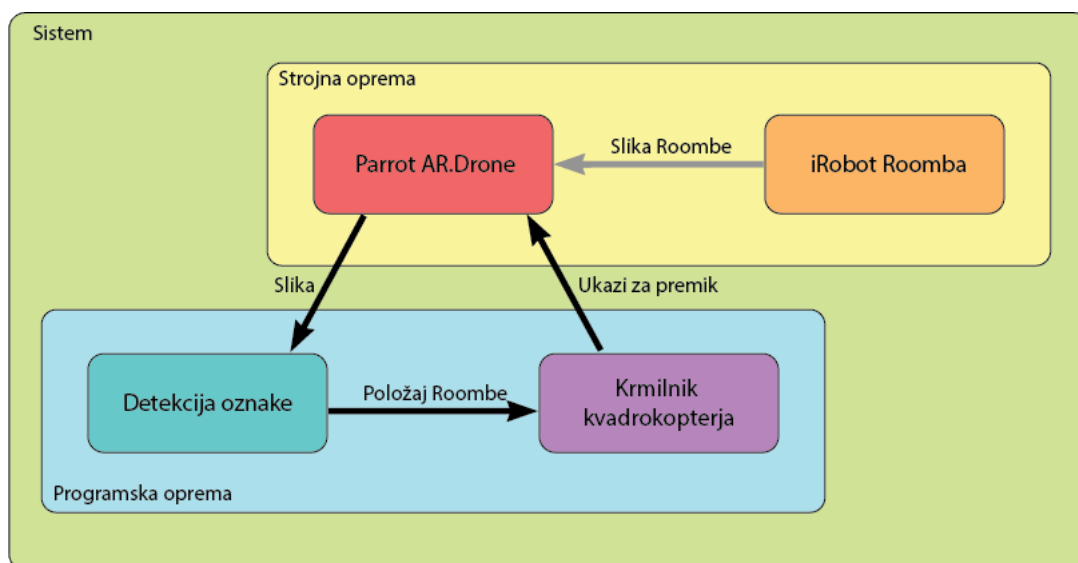 Sistem
Strojna oprema
Parrot AR.Drone
Slika Roombe
iRobot Roomba
Slika
Ukazi za premik
Detekcija oznake
Položaj Roombe
Krmilnik
kvadrokopterja
Programska oprema